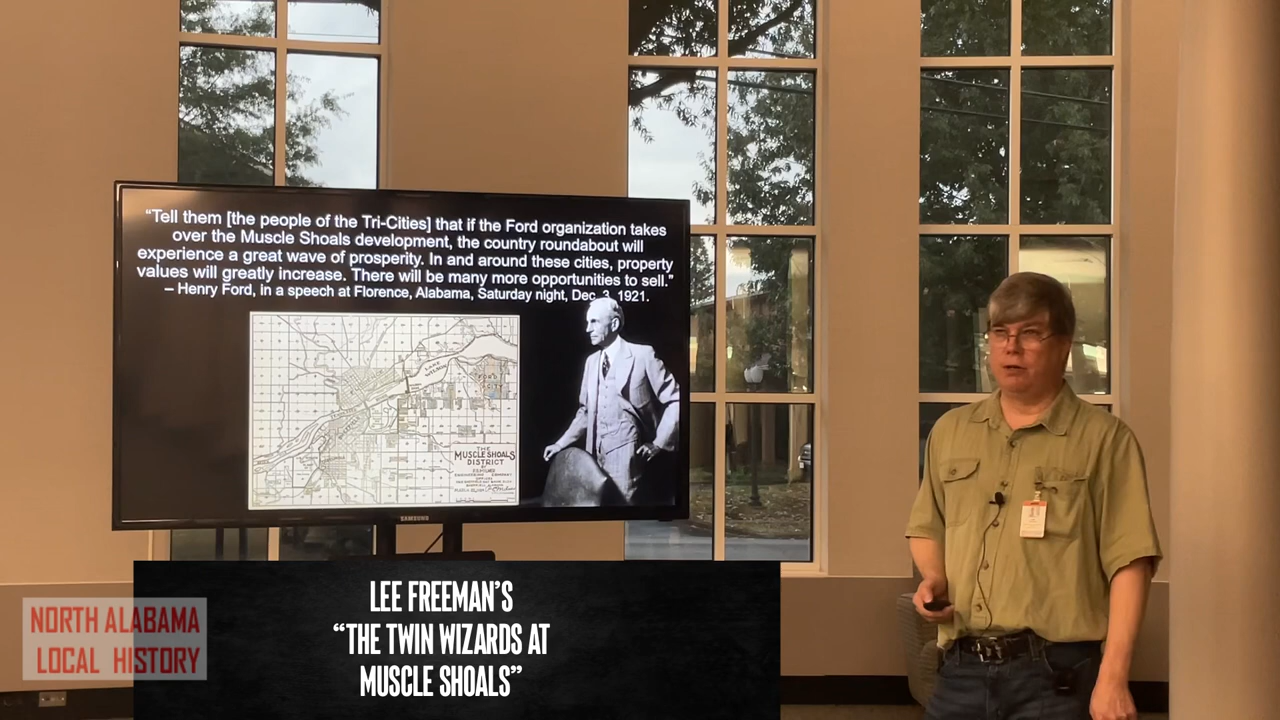 “Tell them [the people of the Tri-Cities] that if the Ford organization takes
over the Muscle Shoals development, the country roundabout will
experience a great wave of prosperity. In and around these cities, property
values will greatly increase. There will be many more opportunities to sell.”
– Henry Ford, in a speech at Florence, Alabama, Saturday night, Dec. 3, 1921.
LAKE
WILSON
THE
MUSCLE SHOALS
DISTRICT
BY
SAMSUNG
LEE FREEMAN’S
“THE TWIN WIZARDS AT
MUSCLE SHOALS”
NORTH ALABAMA
LOCAL HISTORY